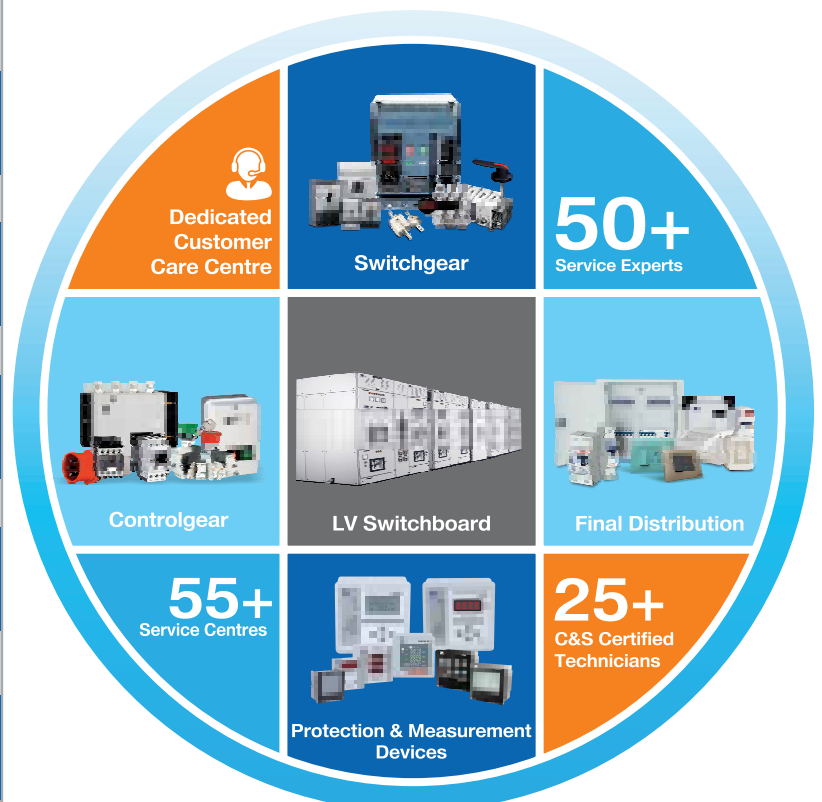 Dedicated
Customer
Care Centre
Switchgear
50+
Service Experts
Controlgear
LV Switchboard
Final Distribution
55+
Service Centres
Protection & Measurement
Devices
25+
C&S Certified
Technicians